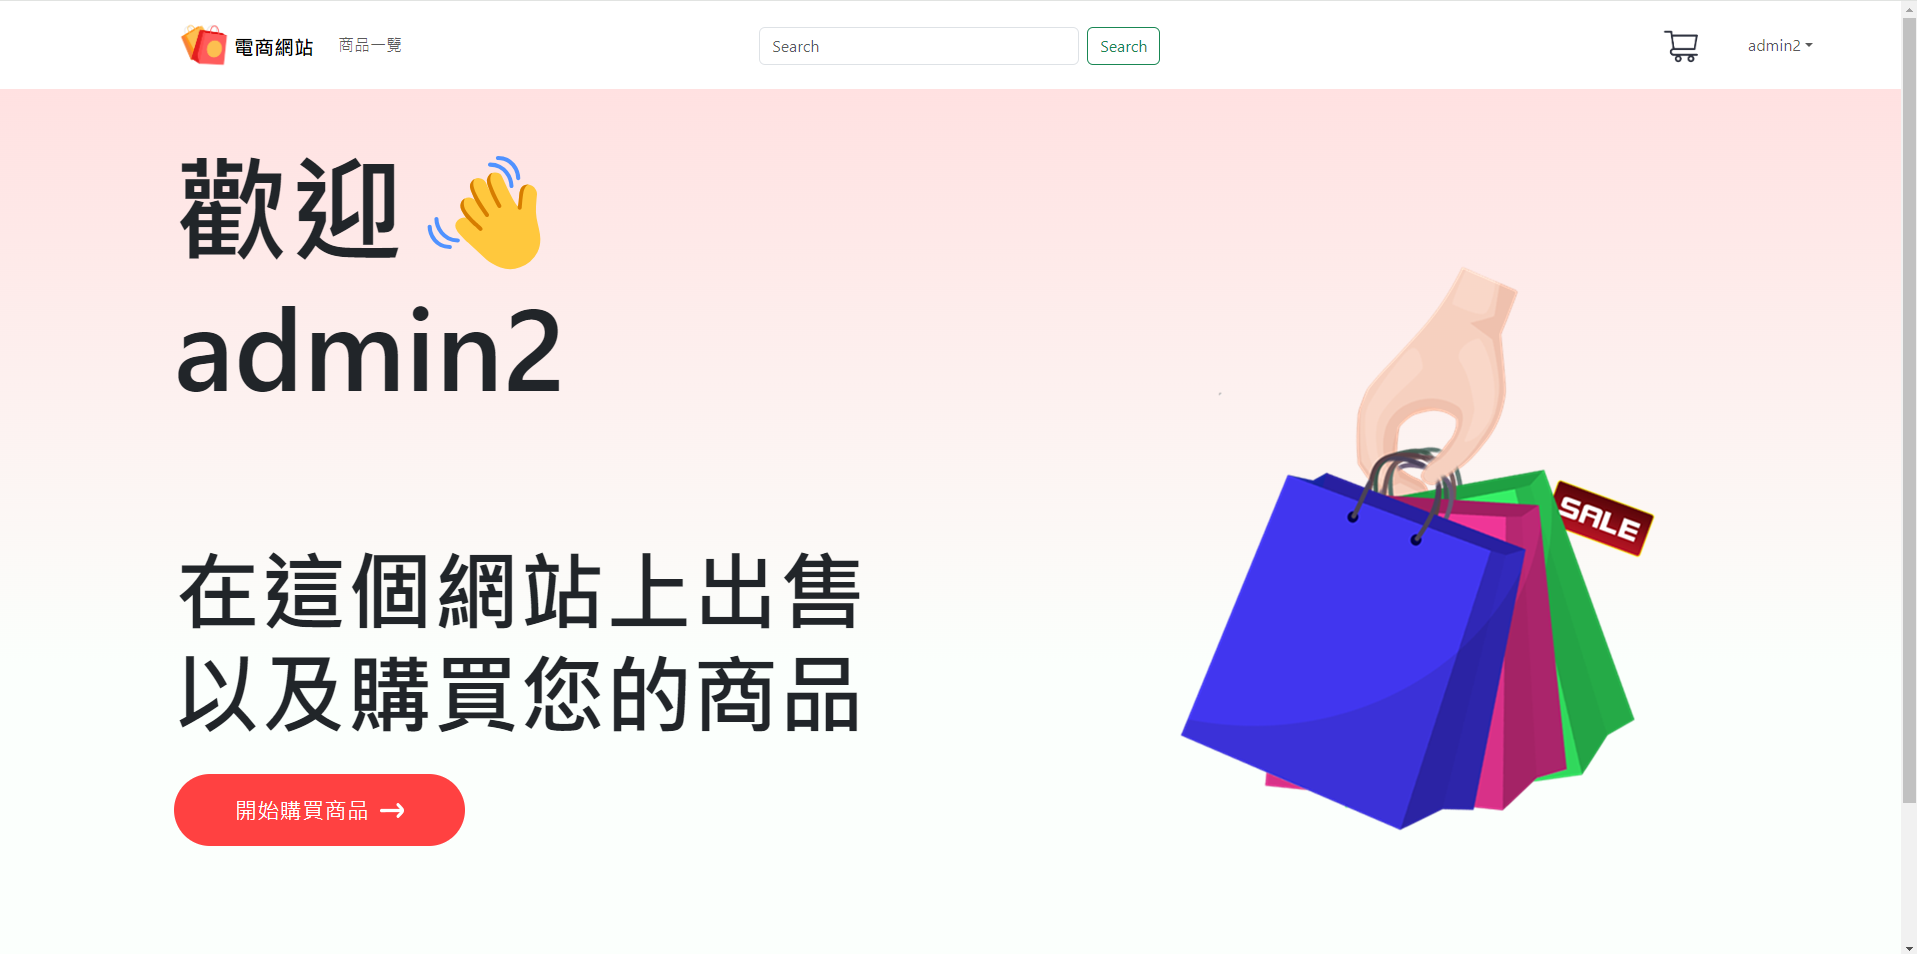 電商網站
商品一覽
Search
Search
admin2
歡迎
admin2
在這個網站上出售
以及購買您的商品
開始購買商品 →
SALE